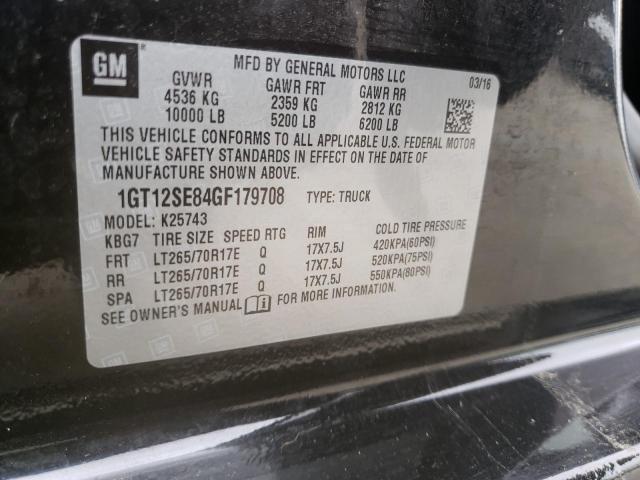 GM
MFD BY GENERAL MOTORS LLC 03/16
GVWR GAWR FRT GAWR RR
4536 KG 2359 KG 2812 KG
10000 LB 5200 LB 6200 LB
THIS VEHICLE CONFORMS TO ALL APPLICABLE U.S. FEDERAL MOTOR
VEHICLE SAFETY STANDARDS IN EFFECT ON THE DATE OF
MANUFACTURE SHOWN ABOVE.
1GT12SE84GF179708 TYPE: TRUCK
MODEL: K25743
KBG7 TIRE SIZE SPEED RTG RIM COLD TIRE PRESSURE
FRT LT265/70R17E Q 17X7.5J 420KPA(60PSI)
RR LT265/70R17E Q 17X7.5J 520KPA(75PSI)
SPA LT265/70R17E Q 17X7.5J 550KPA(80PSI)
SEE OWNER'S MANUAL FOR MORE INFORMATION.